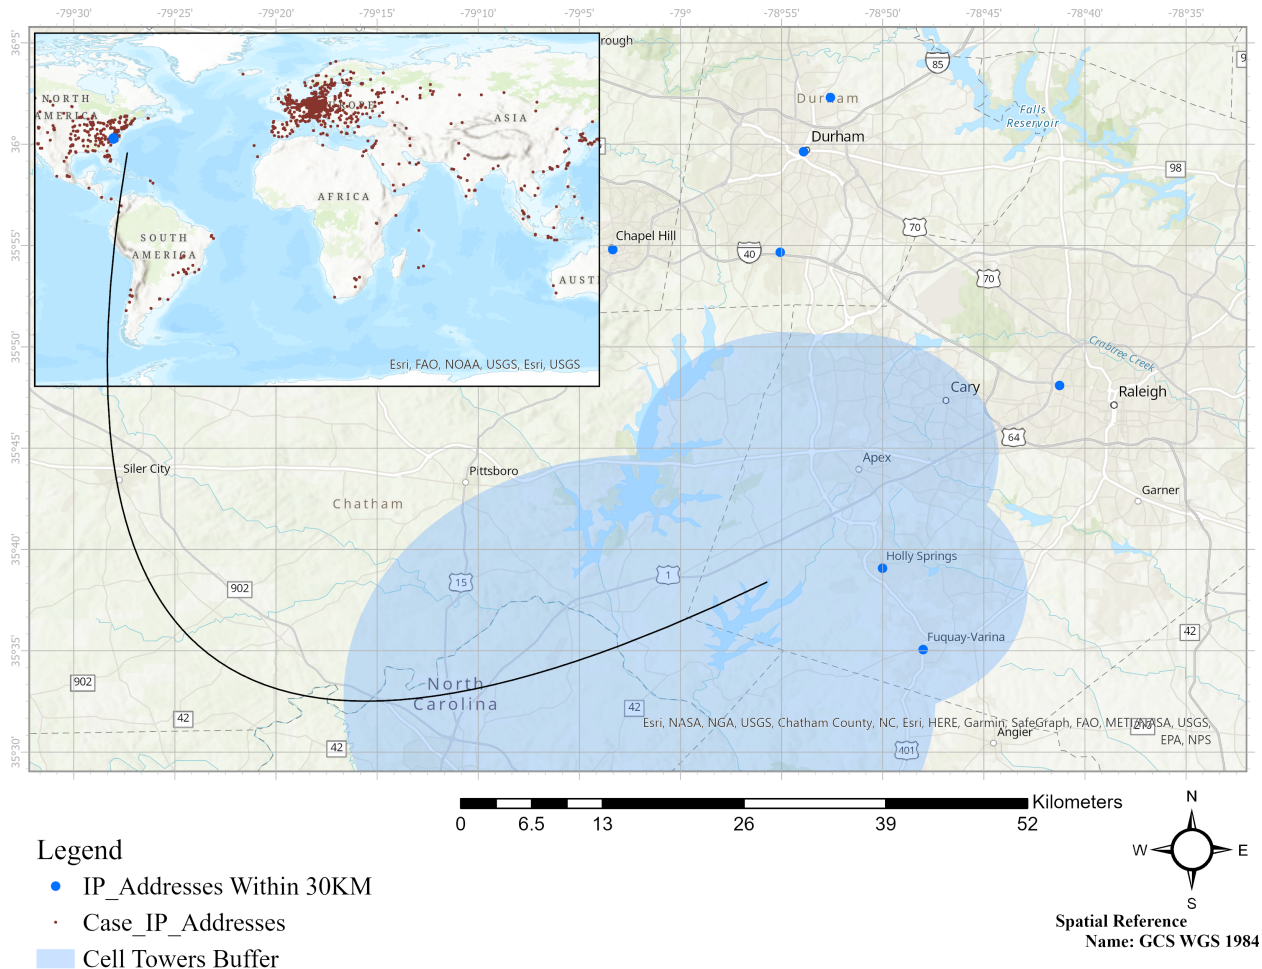 -79°30' -79°25' -79°20' -79°15' -79°10' -79°5' -79° -78°55' -78°50' -78°45' -78°40' -78°35'
36°5'
36°
35°55'
35°50'
35°45'
35°40'
35°35'
35°30'
NORTH
AMERICA
EUROPE
ASIA
AFRICA
SOUTH
AMERICA
AUST
Esri, FAO, NOAA, USGS, Esri, USGS
rough
85
9
Durham
Falls
Reservoir
Durham
98
Chapel Hill
70
40
70
Crabtree Creek
Cary
Raleigh
64
Siler City
Pittsboro
Apex
Garner
Chatham
Holly Springs
902
15
1
Fuquay-Varina
42
902
North
Carolina
42
42
42
Esri, NASA, NGA, USGS, Chatham County, NC, Esri, HERE, Garmin, SafeGraph, FAO, METI/NASA, USGS,
EPA, NPS
210
Angier
401
Kilometers
0 6.5 13 26 39 52
N
W E
S
Legend
IP_Addresses Within 30KM
Case_IP_Addresses
Cell Towers Buffer
Spatial Reference
Name: GCS WGS 1984